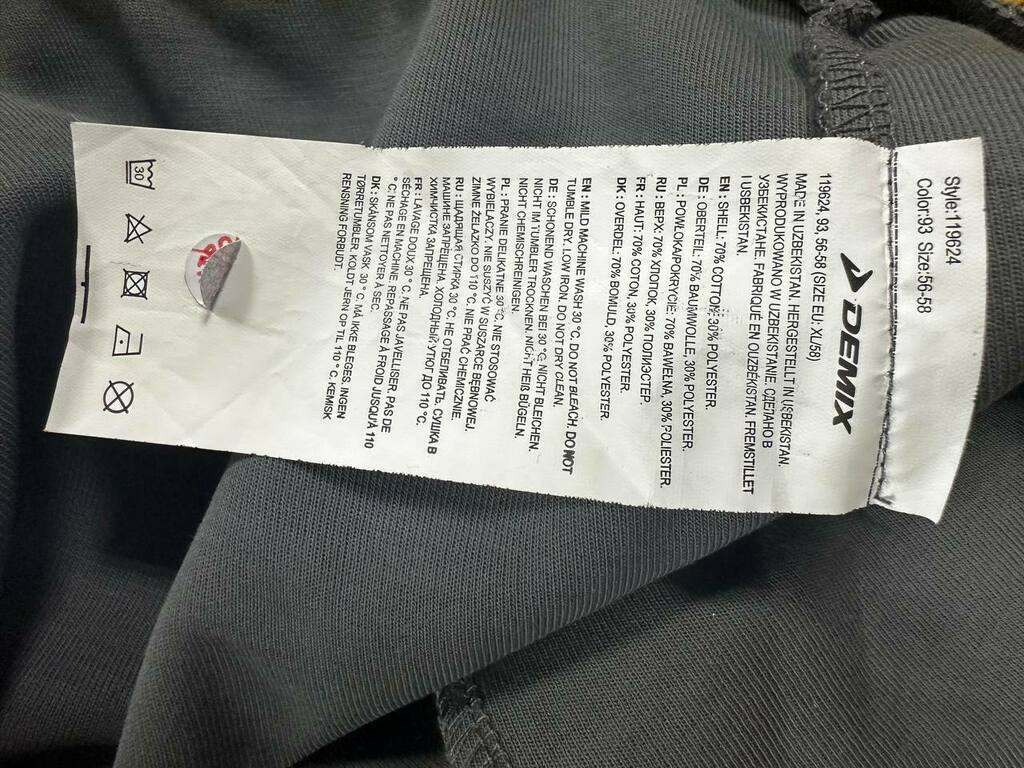 Style:119624
Color:93 Size:56-58
DEMIX
119624, 93, 56-58 (SIZE EU: XL/58)
MADE IN UZBEKISTAN. HERGESTELLT IN USBEKISTAN.
WYPRODUKOWANO W UZBEKISTANIE. СДЕЛАНО В
УЗБЕКИСТАНЕ. FABRIQUÉ EN OUZBÉKISTAN. FREMSTILLET
I USBEKISTAN.
EN : SHELL: 70% COTTON, 30% POLYESTER.
DE : OBERTEIL: 70% BAUMWOLLE, 30% POLYESTER.
PL : POWŁOKA/POKRYCIE: 70% BAWEŁNA, 30% POLIESTER.
RU : ВЕРХ: 70% ХЛОПОК, 30% ПОЛИЭСТЕР.
FR : HAUT: 70% COTON, 30% POLYESTER.
DK : OVERDEL: 70% BOMULD, 30% POLYESTER.
EN : MILD MACHINE WASH 30 °C. DO NOT BLEACH. DO NOT
TUMBLE DRY. LOW IRON. DO NOT DRY CLEAN.
DE : SCHONEND WASCHEN BEI 30 °C. NICHT BLEICHEN.
NICHT IM TUMBLER TROCKNEN. NICHT HEIß BÜGELN.
NICHT CHEMISCHREINIGEN.
PL : PRANIE DELIKATNE 30 °C. NIE STOSOWAĆ
WYBIELACZY. NIE SUSZYĆ W SUSZARCE BĘBNOWEJ.
ZIMNE ŻELAZKO DO 110 °C. NIE PRAĆ CHEMICZNIE.
RU : ЩАДЯЩАЯ СТИРКА 30 °C. НЕ ОТБЕЛИВАТЬ. СУШКА В
МАШИНЕ ЗАПРЕЩЕНА. ХОЛОДНЫЙ УТЮГ ДО 110 °C.
ХИМЧИСТКА ЗАПРЕЩЕНА.
FR : LAVAGE DOUX 30 °C. NE PAS JAVELLISER. PAS DE
SÉCHAGE EN MACHINE. REPASSAGE À FROID JUSQU'À 110
° C. NE PAS NETTOYER À SEC.
DK : SKÅNSOM VASK 30 ° C. MÅ IKKE BLEGES. INGEN
TØRRETUMBLER. KOLDT JERN OP TIL 110 °C. KEMISK
RENSNING FORBUDT.
30